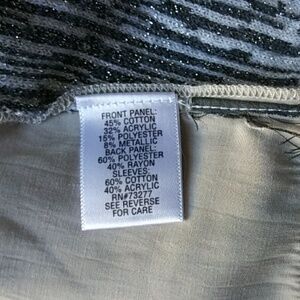 FRONT PANEL:
45% COTTON
32% ACRYLIC
15% POLYESTER
8% METALLIC
BACK PANEL:
60% POLYESTER
40% RAYON
SLEEVES:
60% COTTON
40% ACRYLIC
RN#73277
SEE REVERSE
FOR CARE